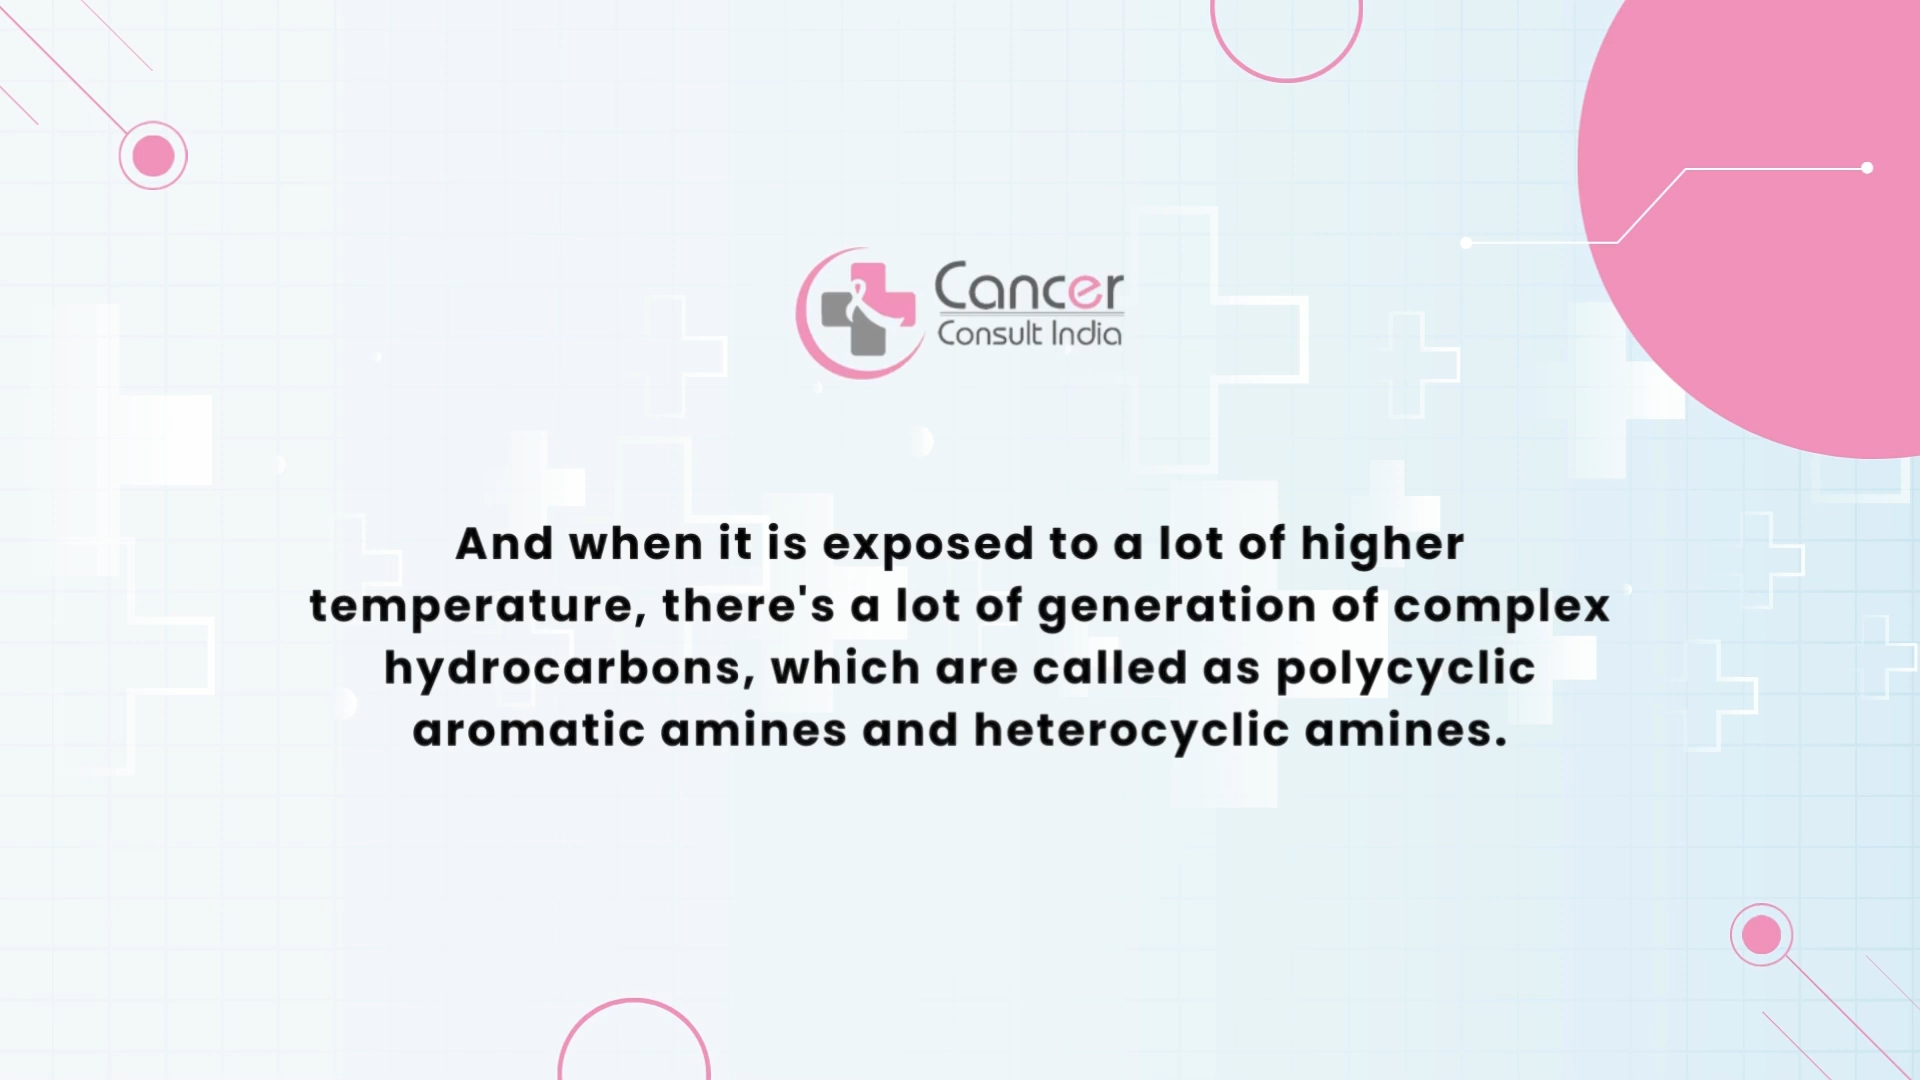 Cancer
Consult India
And when it is exposed to a lot of higher
temperature, there's a lot of generation of complex
hydrocarbons, which are called as polycyclic
aromatic amines and heterocyclic amines.